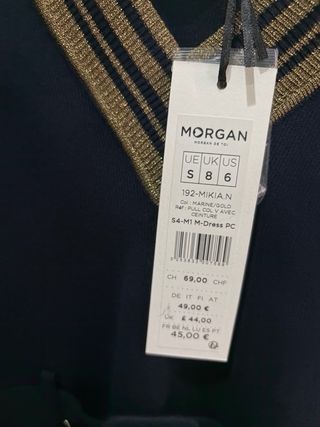 MORGAN
MORGAN DE TOI
UE UK US
S 8 6
192-MIKIA.N
Col : MARINE/GOLD
Réf : PULL COL V AVEC
CEINTURE
S4-M1 M-Dress PC
CH 69,00 CHF
DE IT FI AT
49,00 €
UK £ 44,00
FR BE NL LU ES PT
45,00 €